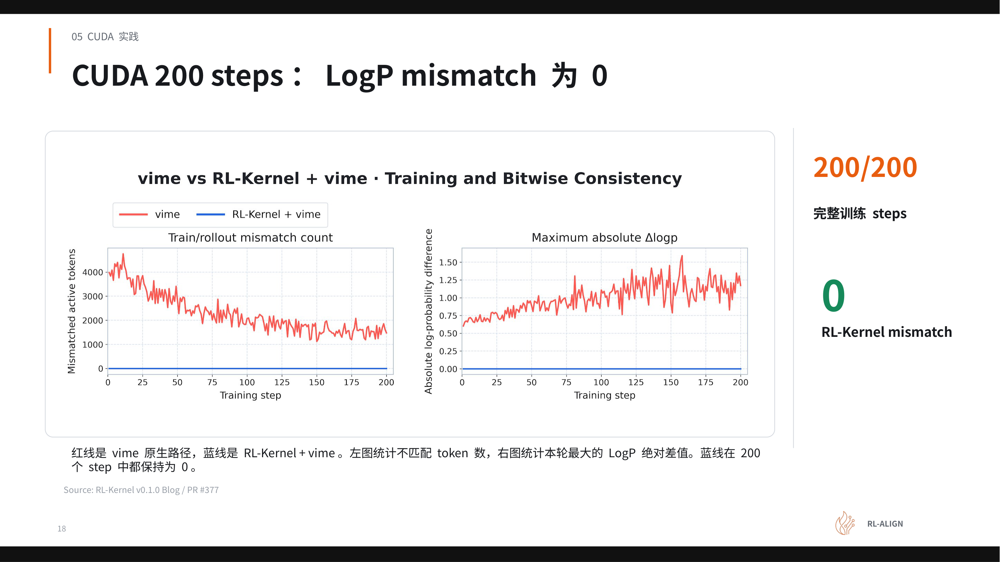 05 CUDA 实践
CUDA 200 steps： LogP mismatch 为 0
vime vs RL-Kernel + vime · Training and Bitwise Consistency
vime
RL-Kernel + vime
Train/rollout mismatch count
Mismatched active tokens
4000
3000
2000
1000
0
0 25 50 75 100 125 150 175 200
Training step
Maximum absolute Δlogp
Absolute log-probability difference
1.50
1.25
1.00
0.75
0.50
0.25
0.00
0 25 50 75 100 125 150 175 200
Training step
200/200
完整训练 steps
0
RL-Kernel mismatch
红线是 vime 原生路径，蓝线是 RL-Kernel + vime。左图统计不匹配 token 数，右图统计本轮最大的 LogP 绝对差值。蓝线在 200
个 step 中都保持为 0。
Source: RL-Kernel v0.1.0 Blog / PR #377
18
RL-ALIGN